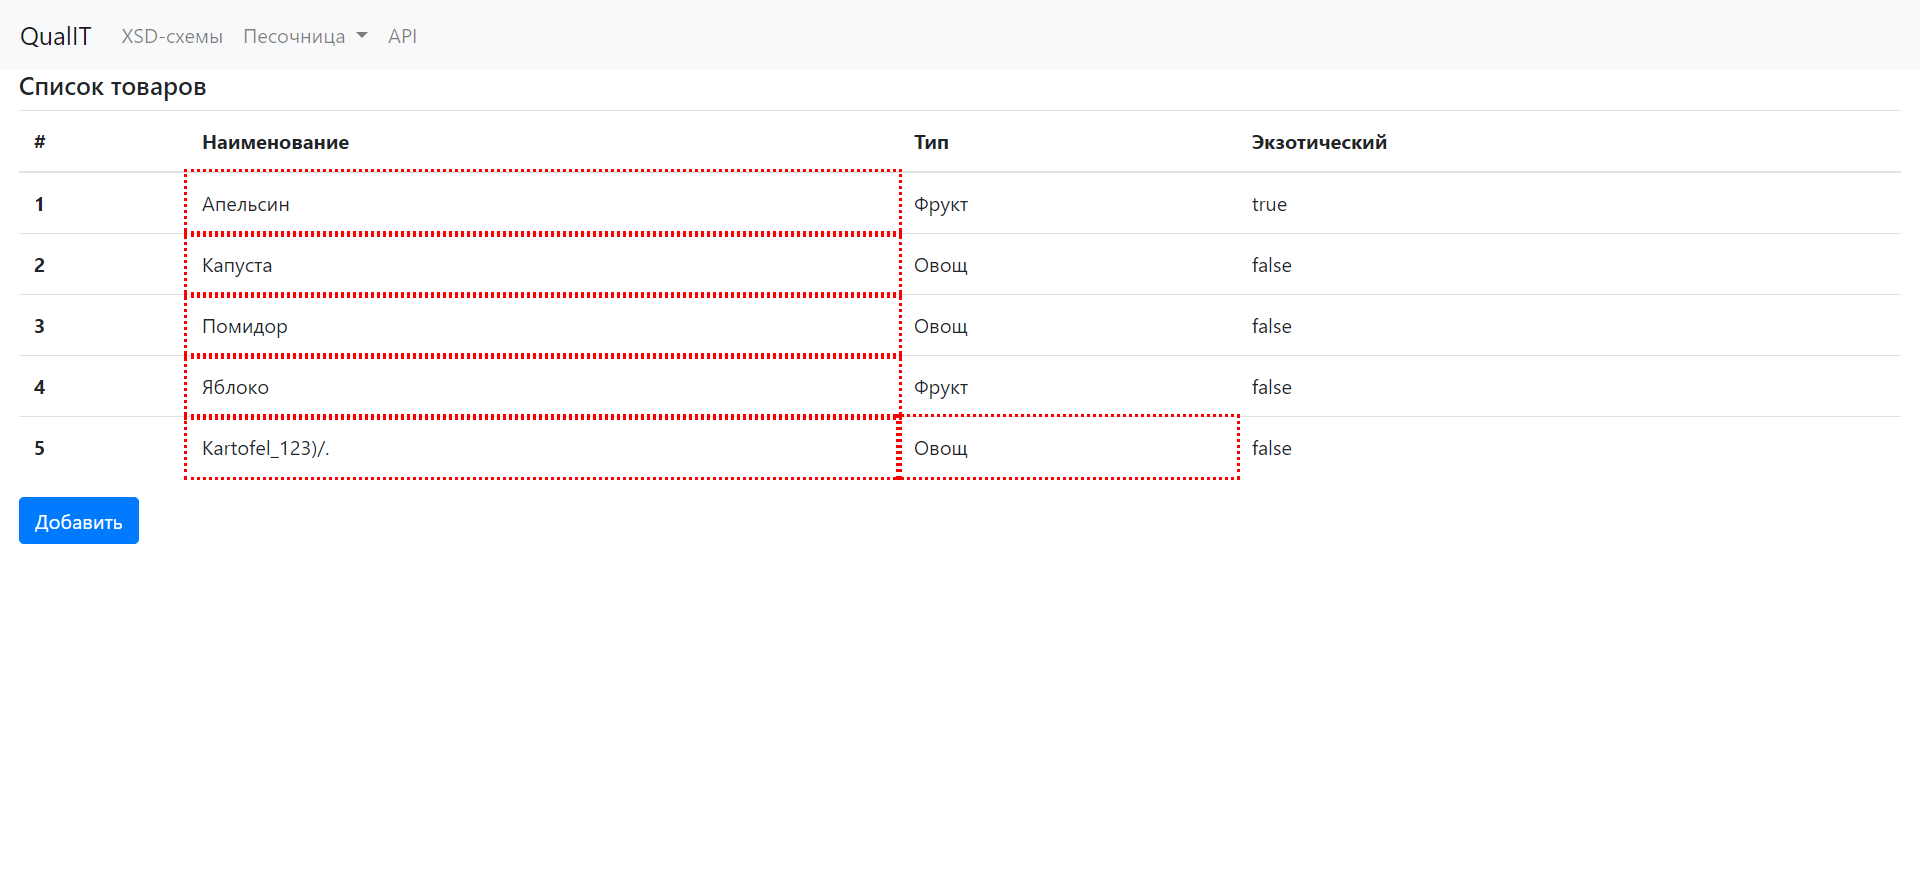 QualIT XSD-схемы Песочница API
Список товаров
# Наименование Тип Экзотический
1 Апельсин Фрукт true
2 Капуста Овощ false
3 Помидор Овощ false
4 Яблоко Фрукт false
5 Kartofel_123)/. Овощ false
Добавить